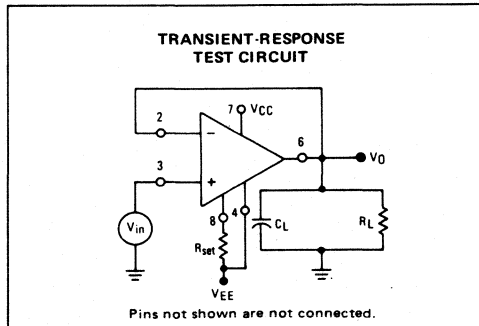 TRANSIENT-RESPONSE
TEST CIRCUIT
7 VCC
2
−
6
VO
3
+
Vin
8
4
CL
RL
Rset
VEE
Pins not shown are not connected.